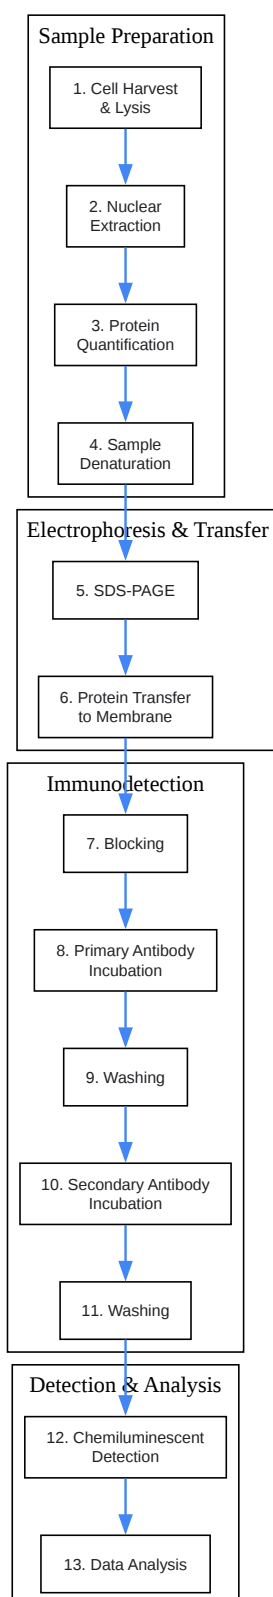 Sample Preparation
1. Cell Harvest
& Lysis
2. Nuclear
Extraction
3. Protein
Quantification
4. Sample
Denaturation
Electrophoresis & Transfer
5. SDS-PAGE
6. Protein Transfer
to Membrane
Immunodetection
7. Blocking
8. Primary Antibody
Incubation
9. Washing
10. Secondary Antibody
Incubation
11. Washing
Detection & Analysis
12. Chemiluminescent
Detection
13. Data Analysis